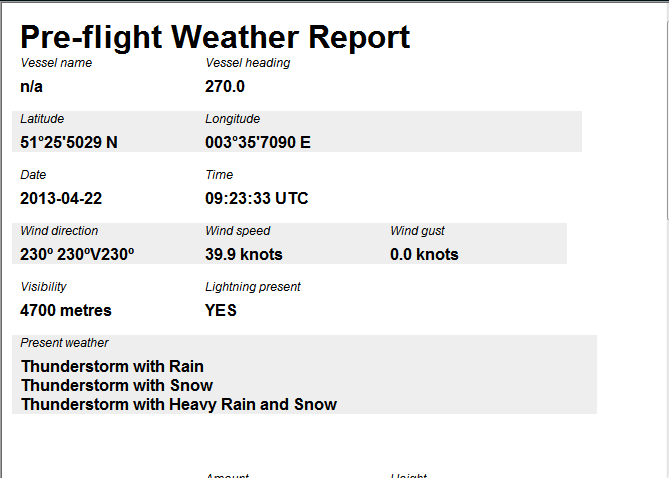 Pre-flight Weather Report
Vessel name Vessel heading
n/a 270.0
Latitude Longitude
51°25'5029 N 003°35'7090 E
Date Time
2013-04-22 09:23:33 UTC
Wind direction Wind speed Wind gust
230º 230ºV230º 39.9 knots 0.0 knots
Visibility Lightning present
4700 metres YES
Present weather
Thunderstorm with Rain
Thunderstorm with Snow
Thunderstorm with Heavy Rain and Snow
Amount Height